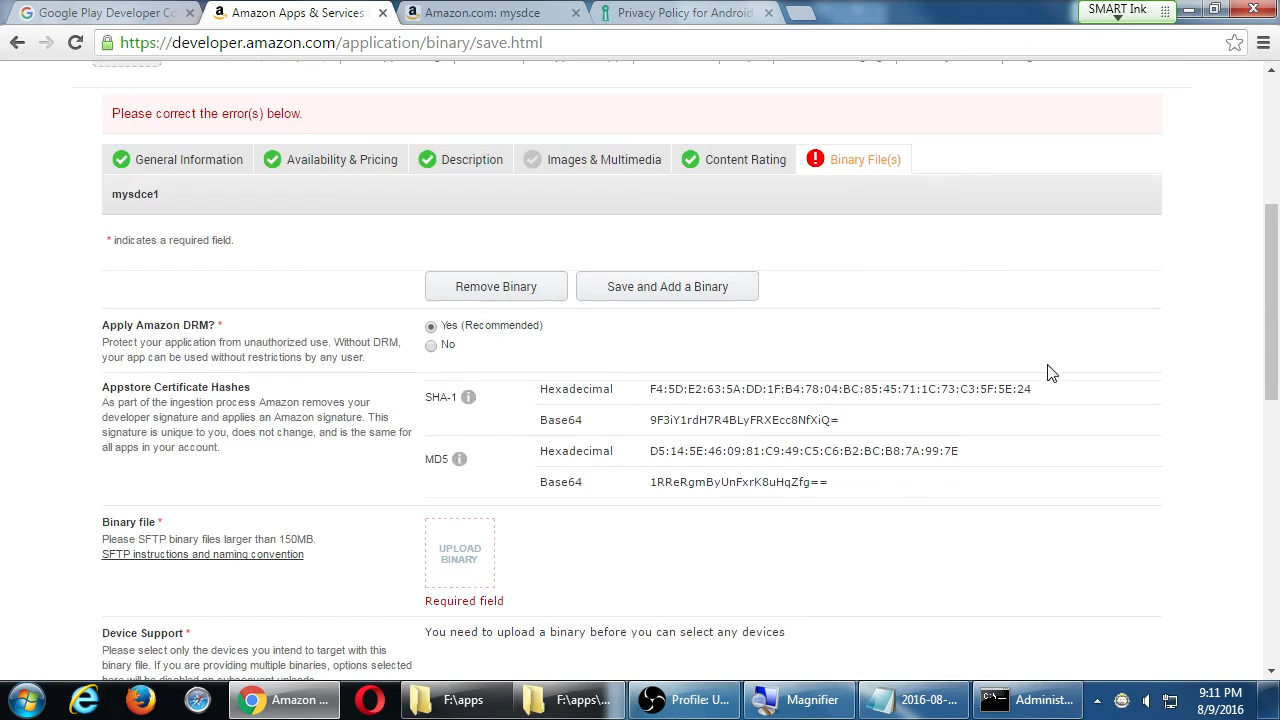 Google Play Developer Co
Amazon Apps & Services
Amazon.com: mysdce
Privacy Policy for Android
SMART Ink
https://developer.amazon.com/application/binary/save.html
Please correct the error(s) below.
General Information
Availability & Pricing
Description
Images & Multimedia
Content Rating
Binary File(s)
mysdce1
* indicates a required field.
Remove Binary
Save and Add a Binary
Apply Amazon DRM? *
Protect your application from unauthorized use. Without DRM,
your app can be used without restrictions by any user.
Yes (Recommended)
No
Appstore Certificate Hashes
As part of the ingestion process Amazon removes your
developer signature and applies an Amazon signature. This
signature is unique to you, does not change, and is the same for
all apps in your account.
SHA-1
Hexadecimal F4:5D:E2:63:5A:DD:1F:B4:78:04:BC:85:45:71:1C:73:C3:5F:5E:24
Base64 9F3iY1rdH7R4BLyFRXEcc8NfXiQ=
MD5
Hexadecimal D5:14:5E:46:09:81:C9:49:C5:C6:B2:BC:B8:7A:99:7E
Base64 1RReRgmByUnFxrK8uHqZfg==
Binary file *
Please SFTP binary files larger than 150MB.
SFTP instructions and naming convention
UPLOAD
BINARY
Required field
Device Support *
Please select only the devices you intend to target with this
binary file. If you are providing multiple binaries, options selected
here will be disabled on subsequent uploads.
You need to upload a binary before you can select any devices
Amazon ...
F:\apps
F:\apps\...
Profile: U...
Magnifier
2016-08-...
C:\_
Administ...
9:11 PM
8/9/2016